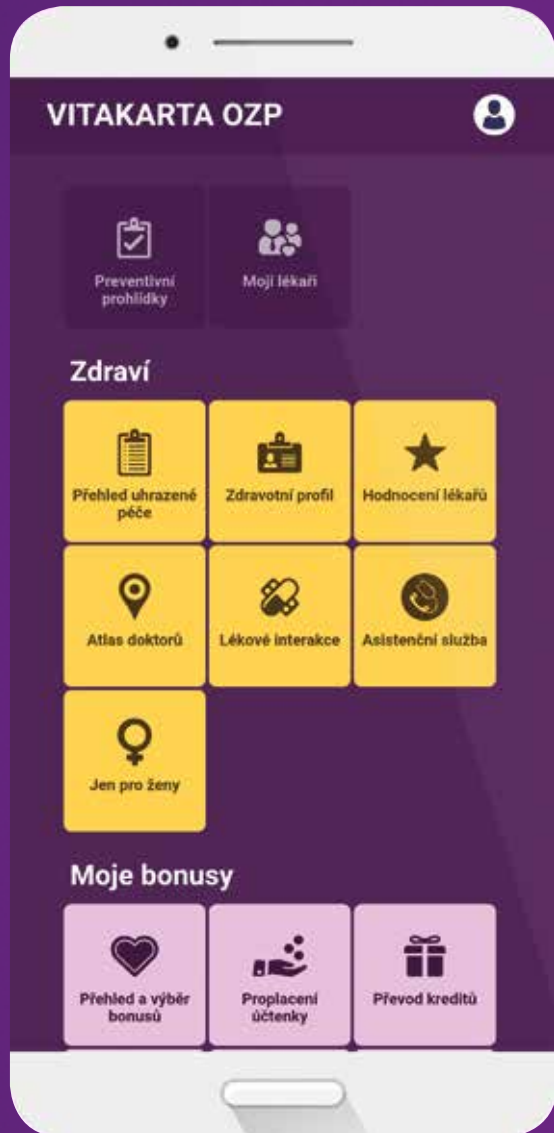 VITAKARTA OZP
Preventivní
prohlídky
Moji lékaři
Zdraví
Přehled uhrazené
péče
Zdravotní profil
Hodnocení lékařů
Atlas doktorů
Lékové interakce
Asistenční služba
Jen pro ženy
Moje bonusy
Přehled a výběr
bonusů
Proplacení
účtenky
Převod kreditů